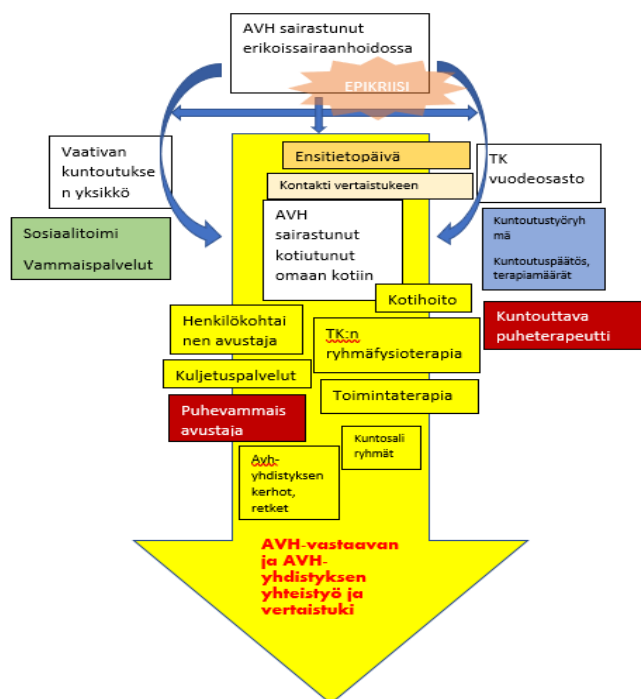 AVH sairastunut
erikoissairaanhoidossa
EPIKRIISI
Vaativan
kuntoutukse
n yksikkö
Ensitietopäivä
TK
vuodeosasto
Kontakti vertaistukeen
AVH
sairastunut
kotiutunut
omaan kotiin
Sosiaalitoimi
Vammaispalvelut
Kuntoutustyöryh
mä
Kuntoutuspäätös,
terapiamäärät
Kotihoito
Henkilökohtai
nen avustaja
TK:n
ryhmäfysioterapia
Kuntouttava
puheterapeutti
Kuljetuspalvelut
Toimintaterapia
Puhevammais
avustaja
Kuntosali
ryhmät
Avh-
yhdistyksen
kerhot,
retket
AVH-vastaavan
ja AVH-
yhdistyksen
yhteistyö ja
vertaistuki